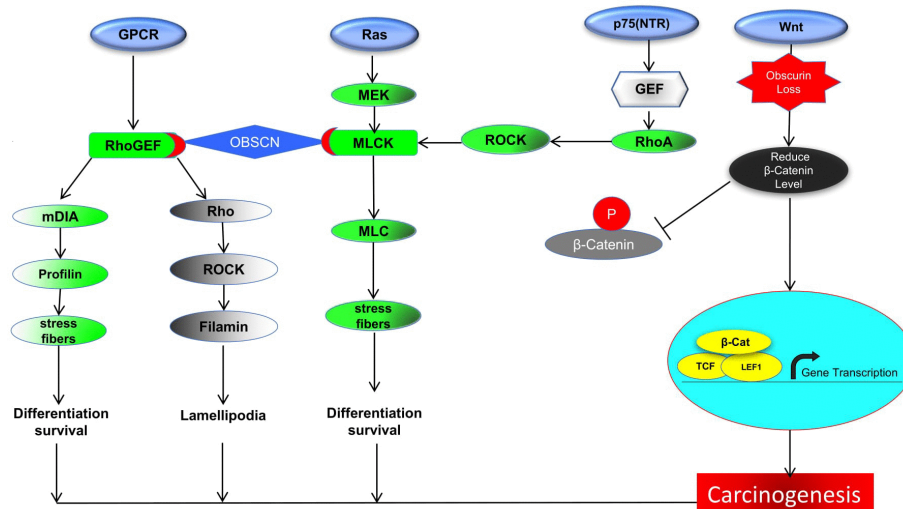 GPCR
Ras
p75(NTR)
Wnt
Obscurin
Loss
MEK
GEF
RhoGEF
OBSCN
MLCK
ROCK
RhoA
Reduce
β-Catenin
Level
mDIA
Rho
MLC
P
β-Catenin
Profilin
ROCK
stress
fibers
Filamin
stress
fibers
β-Cat
TCF
LEF1
Gene Transcription
Differentiation
survival
Lamellipodia
Differentiation
survival
Carcinogenesis